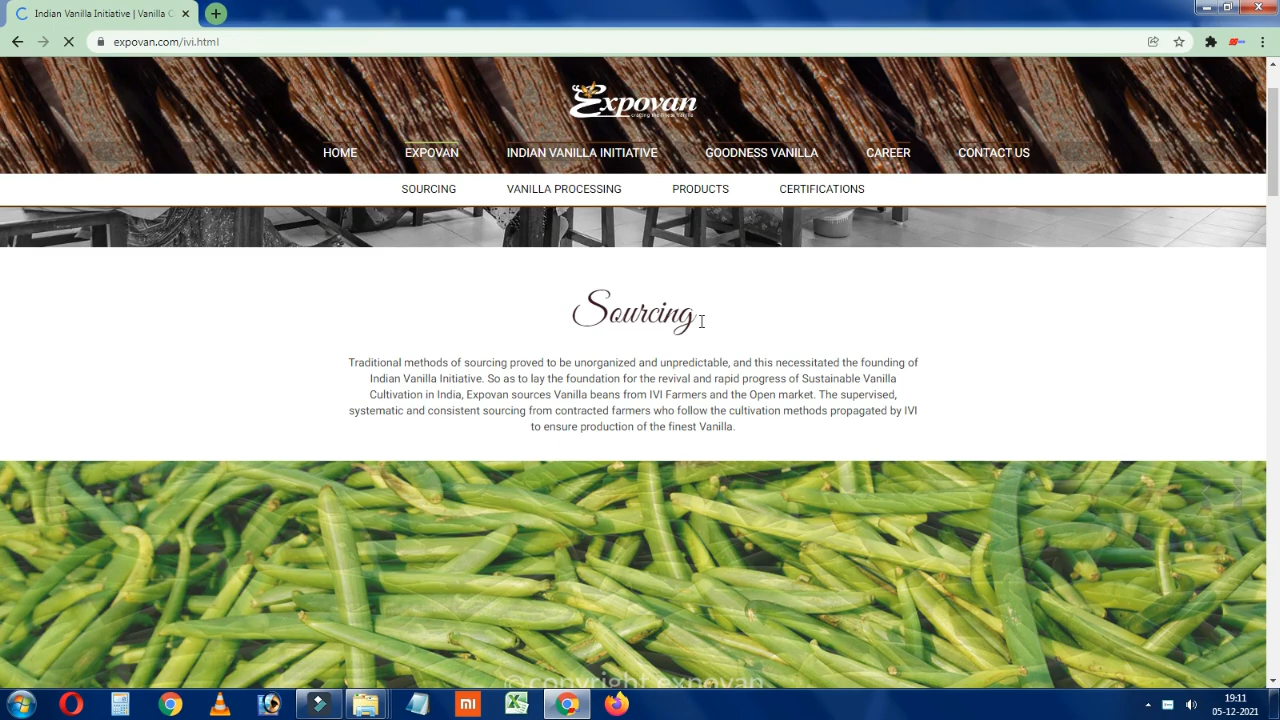 Indian Vanilla Initiative | Vanilla C
expovan.com/ivi.html
Expovan
crafting the finest Vanilla
HOME EXPOVAN INDIAN VANILLA INITIATIVE GOODNESS VANILLA CAREER CONTACT US
SOURCING VANILLA PROCESSING PRODUCTS CERTIFICATIONS
Sourcing
Traditional methods of sourcing proved to be unorganized and unpredictable, and this necessitated the founding of
Indian Vanilla Initiative. So as to lay the foundation for the revival and rapid progress of Sustainable Vanilla
Cultivation in India, Expovan sources Vanilla beans from IVI Farmers and the Open market. The supervised,
systematic and consistent sourcing from contracted farmers who follow the cultivation methods propagated by IVI
to ensure production of the finest Vanilla.
©copyright expovan
mi
19:11
05-12-2021